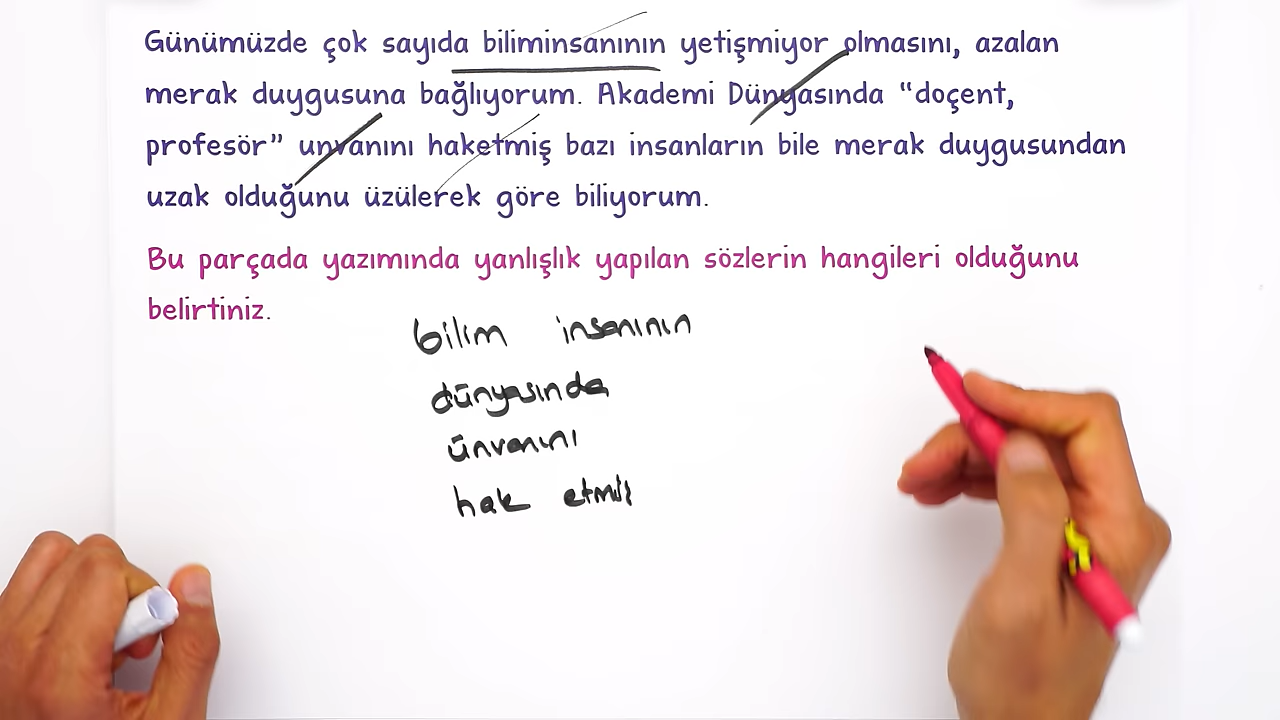 Günümüzde çok sayıda biliminsanının yetişmiyor olmasını, azalan
merak duygusuna bağlıyorum. Akademi Dünyasında “doçent,
profesör” unvanını haketmiş bazı insanların bile merak duygusundan
uzak olduğunu üzülerek göre biliyorum.
Bu parçada yazımında yanlışlık yapılan sözlerin hangileri olduğunu
belirtiniz.
bilim insanının
dünyasında
ünvanını
hak etmiş